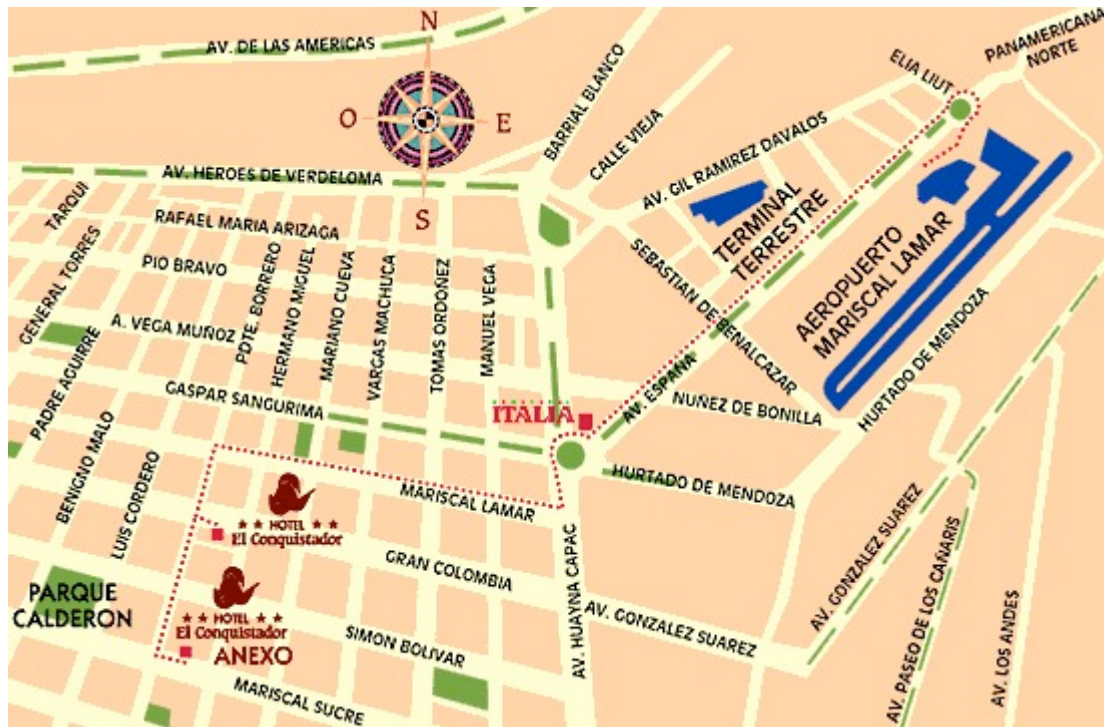 N
AV. DE LAS AMERICAS
PANAMERICANA
NORTE
ELIA LIUT
BARRIAL BLANCO
CALLE VIEJA
O
E
AV. GIL RAMIREZ DAVALOS
AV. HEROES DE VERDELOMA
S
TARQUI
RAFAEL MARIA ARIZAGA
TERMINAL
TERRESTRE
AEROPUERTO
MARISCAL LAMAR
SEBASTIAN DE BENALCAZAR
GENERAL TORRES
PIO BRAVO
PDTE. BORRERO
HERMANO MIGUEL
MARIANO CUEVA
VARGAS MACHUCA
TOMAS ORDOÑEZ
MANUEL VEGA
A. VEGA MUÑOZ
HURTADO DE MENDOZA
PADRE AGUIRRE
GASPAR SANGURIMA
AV. ESPAÑA
NUÑEZ DE BONILLA
ITALIA
BENIGNO MALO
LUIS CORDERO
HURTADO DE MENDOZA
MARISCAL LAMAR
HOTEL
El Conquistador
GRAN COLOMBIA
AV. HUAYNA CAPAC
AV. GONZALEZ SUAREZ
AV. GONZALEZ SUAREZ
AV. PASEO DE LOS CAÑARIS
AV. LOS ANDES
PARQUE
CALDERON
HOTEL
El Conquistador
ANEXO
SIMON BOLIVAR
MARISCAL SUCRE